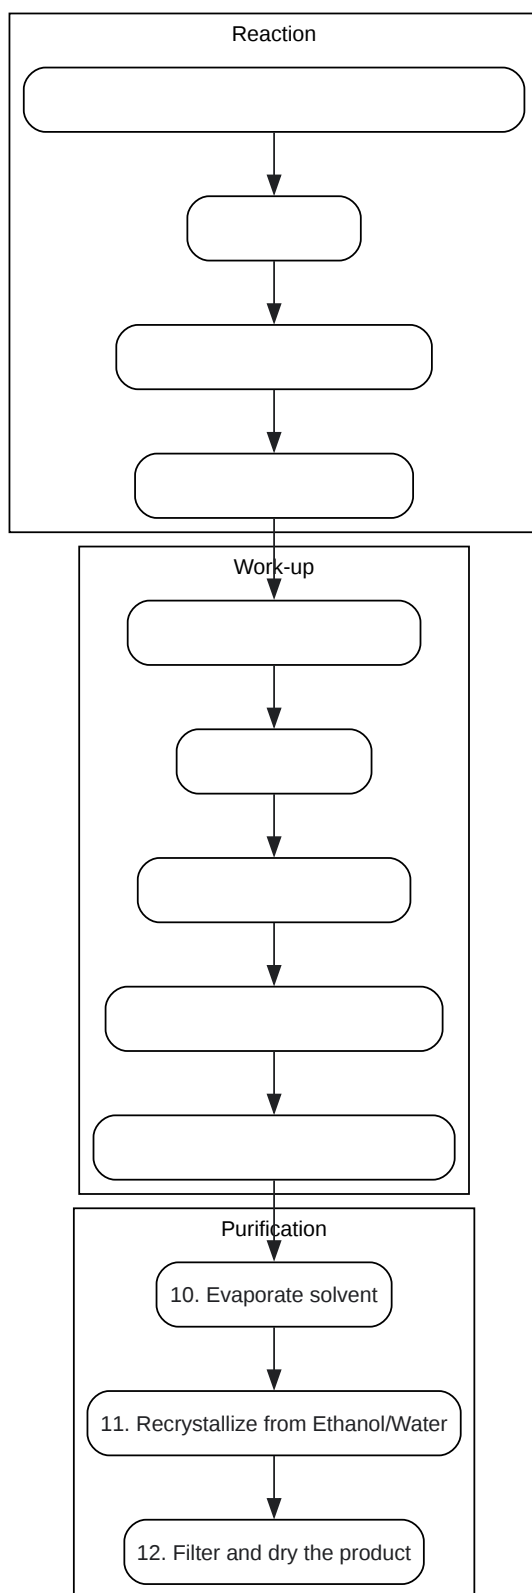 Reaction
Work-up
Purification
10. Evaporate solvent
11. Recrystallize from Ethanol/Water
12. Filter and dry the product